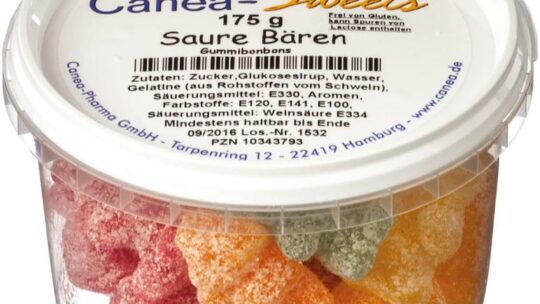 Canea-Sweets
175 g
Frei von Gluten,
kann Spuren von
Lactose enthalten
Saure Bären
Gummibonbons
Zutaten: Zucker,Glukosesirup, Wasser,
Gelatine (aus Rohstoffen vom Schwein),
Säuerungsmittel: E330, Aromen,
Farbstoffe: E120, E141, E100,
Säuerungsmittel: Weinsäure E334
Mindestens haltbar bis Ende
09/2016 Los.-Nr. 1632
PZN 10343793
Canea-Pharma GmbH - Tarpenring 12 - 22419 Hamburg - www.canea.de